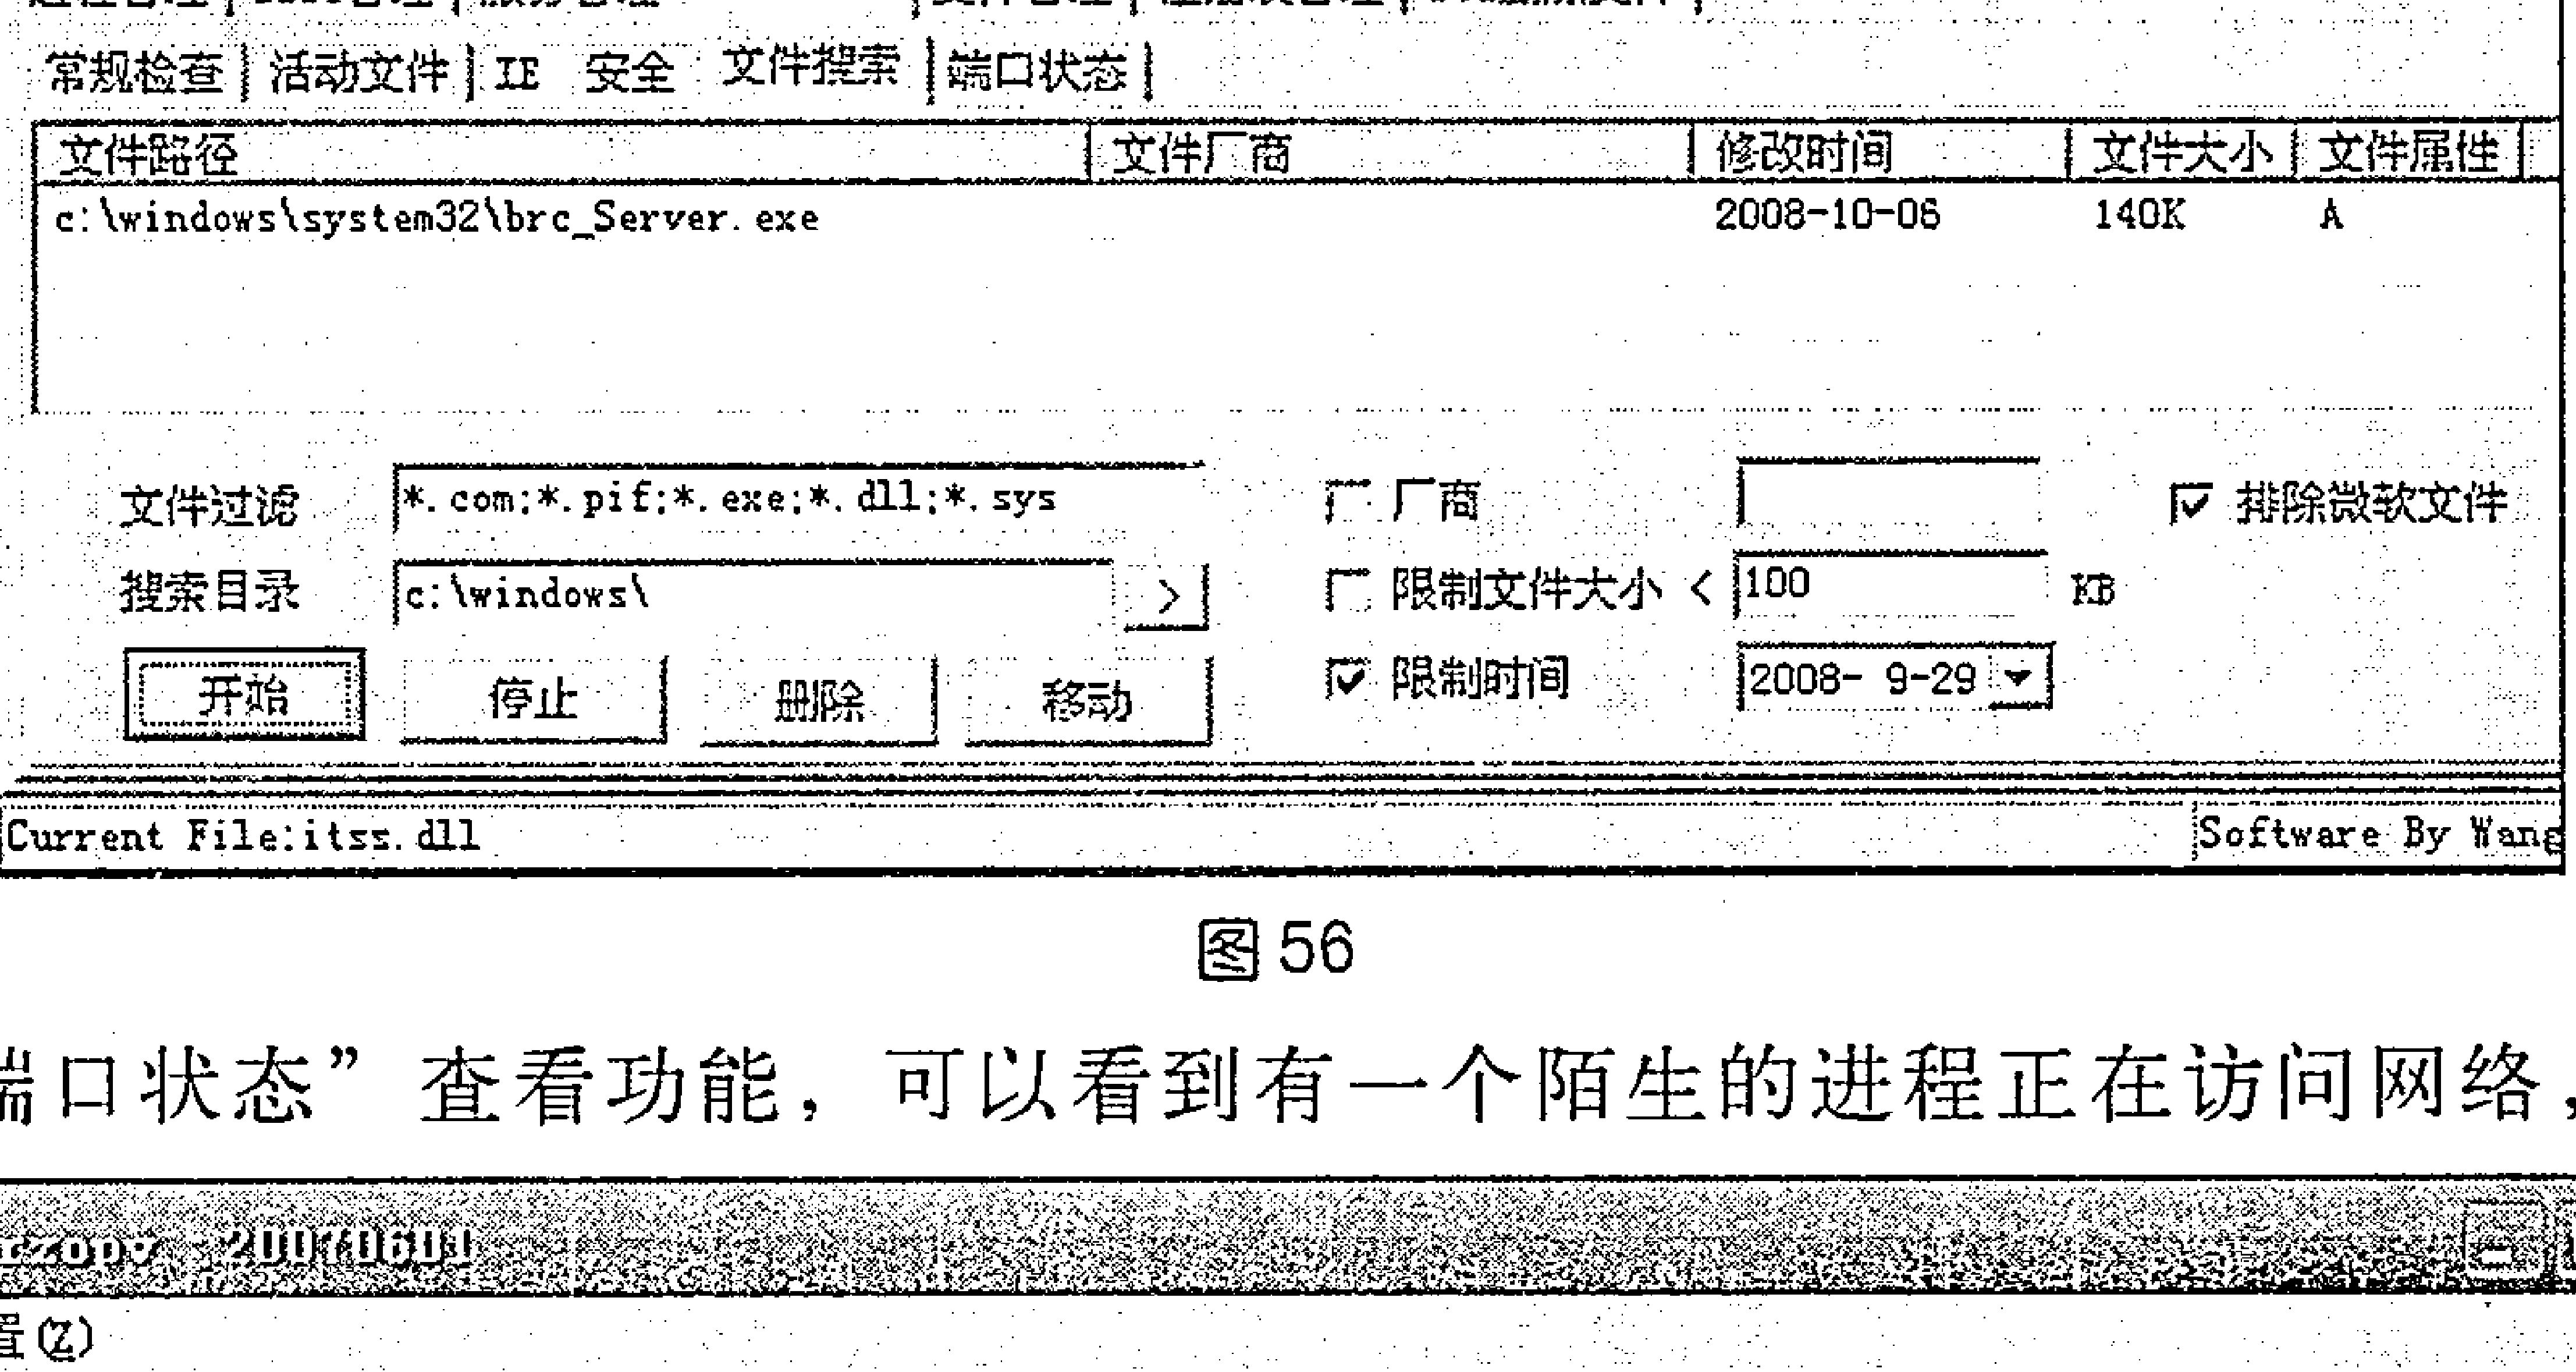 常规检查 活动文件 IE 安全 文件搜索 端口状态
文件路径 文件厂商 修改时间 文件大小 文件属性
c:\windows\system32\brc_Server.exe 2008-10-06 140K A
文件过滤 *.com;*.pif;*.exe;*.dll;*.sys 厂商 排除微软文件
搜索目录 c:\windows\ > 限制文件大小 < 100 KB
开始 停止 删除 移动 限制时间 2008- 9-29
Current File:itss.dll Software By Wang
图 56
端口状态”查看功能，可以看到有一个陌生的进程正在访问网络，
20070601
置(Z)